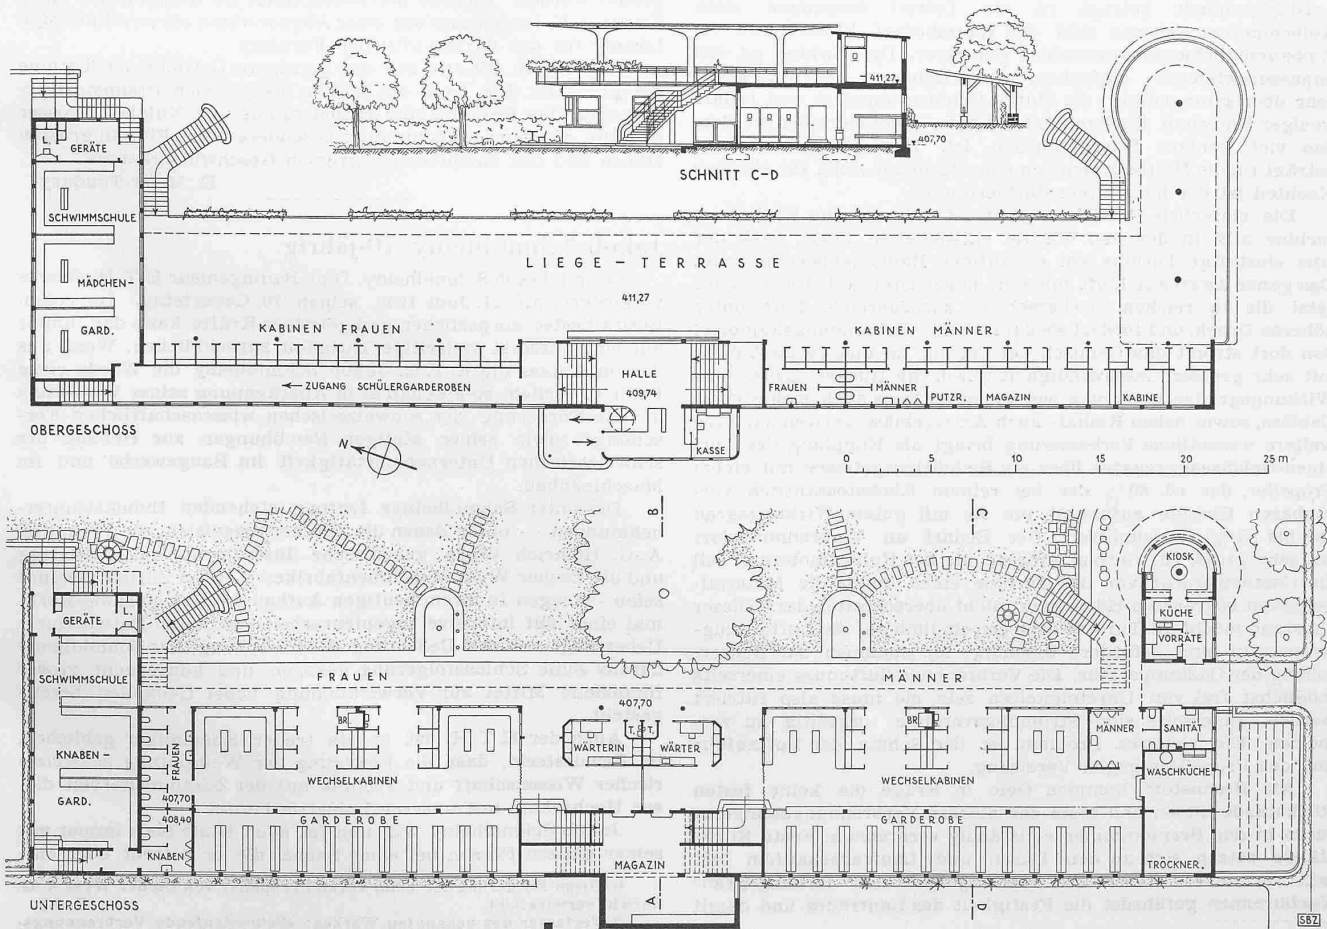 411,27
407,70
SCHNITT C-D
GERÄTE
L.
SCHWIMMSCHULE
MÄDCHEN-
GARD.
LIEGE - TERRASSE
411,27
KABINEN FRAUEN
KABINEN MÄNNER
← ZUGANG SCHÜLERGARDEROBEN
HALLE
409,74
KASSE
FRAUEN
MÄNNER
PUTZR.
MAGAZIN
KABINE
OBERGESCHOSS
N
0 5 10 15 20 25 m
B
C
KIOSK
KÜCHE
VORRÄTE
GERÄTE
L.
SCHWIMMSCHULE
KNABEN-
GARD.
FRAUEN
MÄNNER
407,70
BR.
BR.
T. T.
WÄRTERIN
WÄRTER
MÄNNER
SANITÄT
WASCHKÜCHE
FRAUEN
WECHSELKABINEN
WECHSELKABINEN
407,70
408,40
GARDEROBE
GARDEROBE
KNABEN
MAGAZIN
TRÖCKNER.
A
D
UNTERGESCHOSS
SBZ